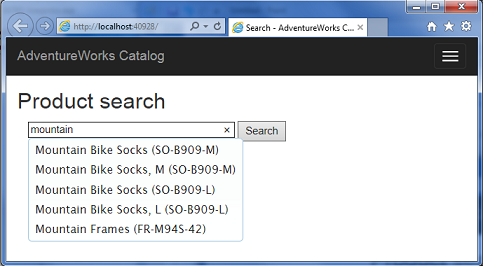 http://localhost:40928/
Search - AdventureWorks C...
AdventureWorks Catalog
Product search
mountain
Search
Mountain Bike Socks (SO-B909-M)
Mountain Bike Socks, M (SO-B909-M)
Mountain Bike Socks (SO-B909-L)
Mountain Bike Socks, L (SO-B909-L)
Mountain Frames (FR-M94S-42)